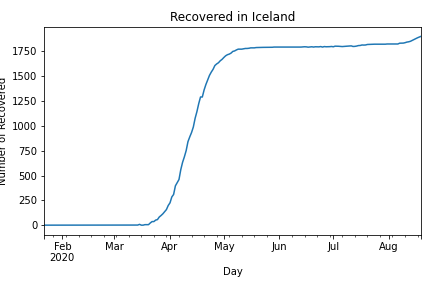 Recovered in Iceland
Number of Recovered
1750
1500
1250
1000
750
500
250
0
Feb
2020
Mar
Apr
May
Jun
Jul
Aug
Day